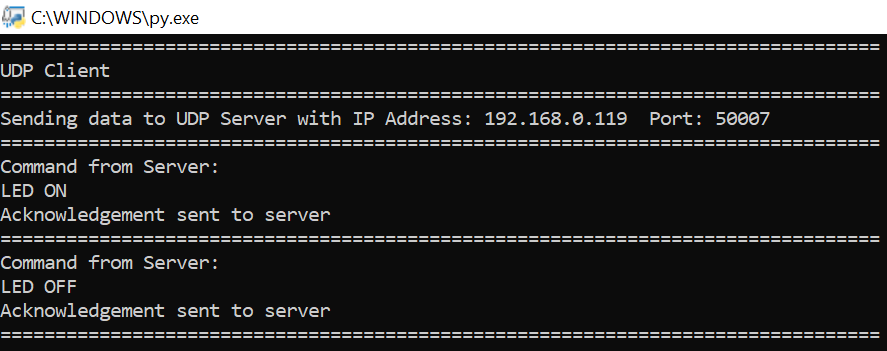 C:\WINDOWS\py.exe
================================================================================
UDP Client
================================================================================
Sending data to UDP Server with IP Address: 192.168.0.119  Port: 50007
================================================================================
Command from Server:
LED ON
Acknowledgement sent to server
================================================================================
Command from Server:
LED OFF
Acknowledgement sent to server
================================================================================